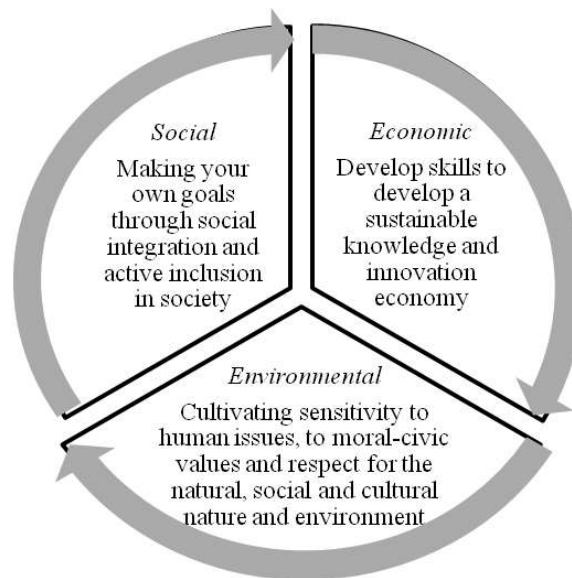 Social
Making your
own goals
through social
integration and
active inclusion
in society
Economic
Develop skills to
develop a
sustainable
knowledge and
innovation
economy
Environmental
Cultivating sensitivity to
human issues, to moral-civic
values and respect for the
natural, social and cultural
nature and environment